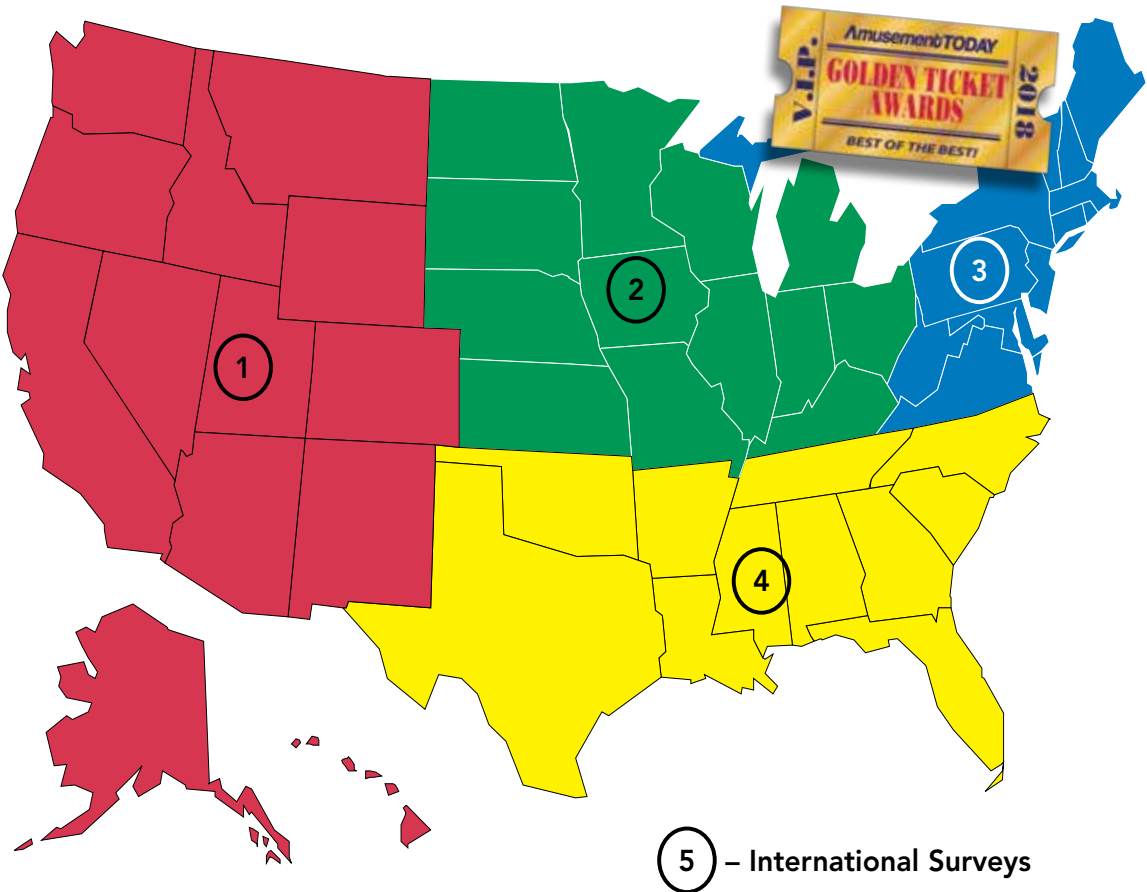 V.I.P.
AmusementTODAY
GOLDEN TICKET
AWARDS
BEST OF THE BEST!
2018
1
2
3
4
5 – International Surveys